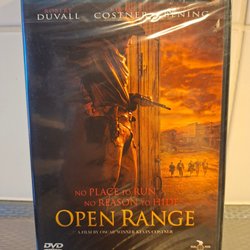 DUVALL COSTNER BENING
NO PLACE TO RUN
NO REASON TO HIDE
OPEN RANGE
A FILM BY OSCAR WINNER KEVIN COSTNER
DVD